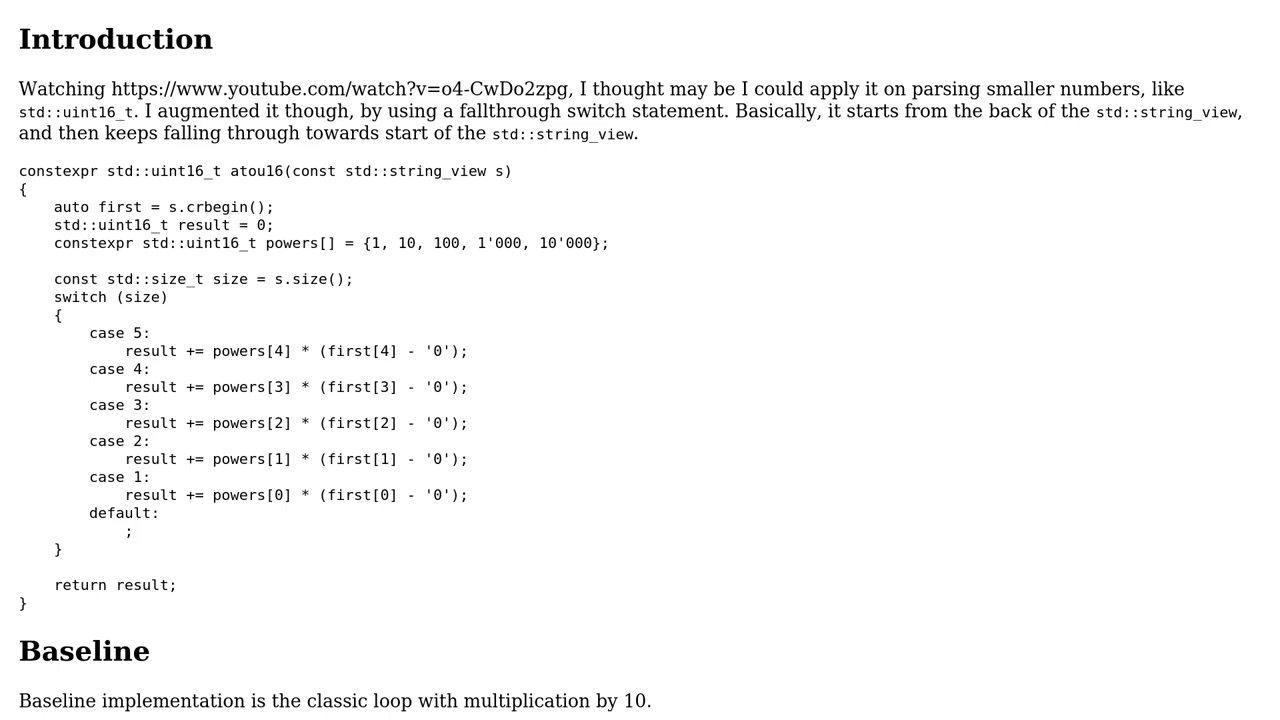 Introduction
Watching https://www.youtube.com/watch?v=o4-CwDo2zpg, I thought may be I could apply it on parsing smaller numbers, like
std::uint16_t. I augmented it though, by using a fallthrough switch statement. Basically, it starts from the back of the std::string_view,
and then keeps falling through towards start of the std::string_view.
constexpr std::uint16_t atou16(const std::string_view s)
{
    auto first = s.crbegin();
    std::uint16_t result = 0;
    constexpr std::uint16_t powers[] = {1, 10, 100, 1'000, 10'000};

    const std::size_t size = s.size();
    switch (size)
    {
        case 5:
            result += powers[4] * (first[4] - '0');
        case 4:
            result += powers[3] * (first[3] - '0');
        case 3:
            result += powers[2] * (first[2] - '0');
        case 2:
            result += powers[1] * (first[1] - '0');
        case 1:
            result += powers[0] * (first[0] - '0');
        default:
            ;
    }

    return result;
}
Baseline
Baseline implementation is the classic loop with multiplication by 10.